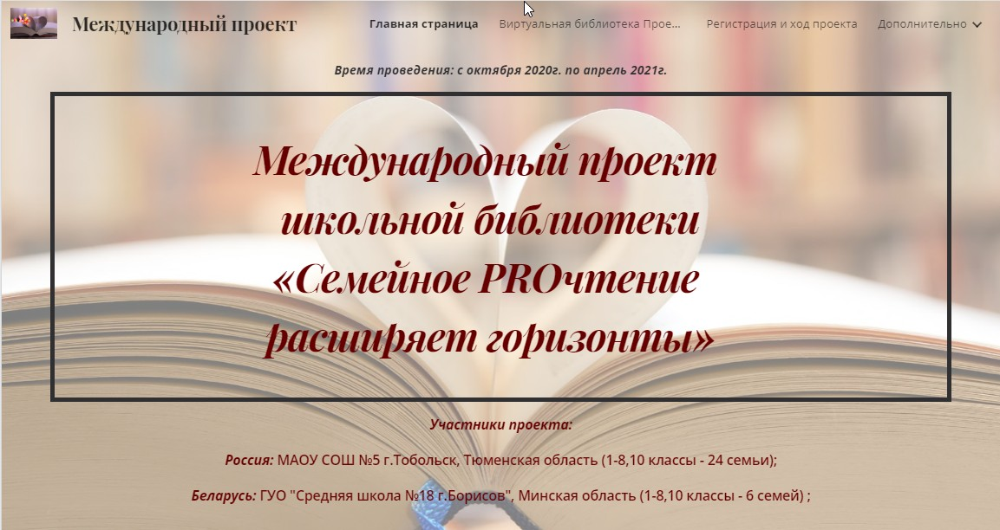 Международный проект
Главная страница
Виртуальная библиотека Прое...
Регистрация и ход проекта
Дополнительно
Время проведения: с октября 2020г. по апрель 2021г.
Международный проект
школьной библиотеки
«Семейное PROчтение
расширяет горизонты»
Участники проекта:
Россия: МАОУ СОШ №5 г.Тобольск, Тюменская область (1-8,10 классы - 24 семьи);
Беларусь: ГУО "Средняя школа №18 г.Борисов", Минская область (1-8,10 классы - 6 семей) ;